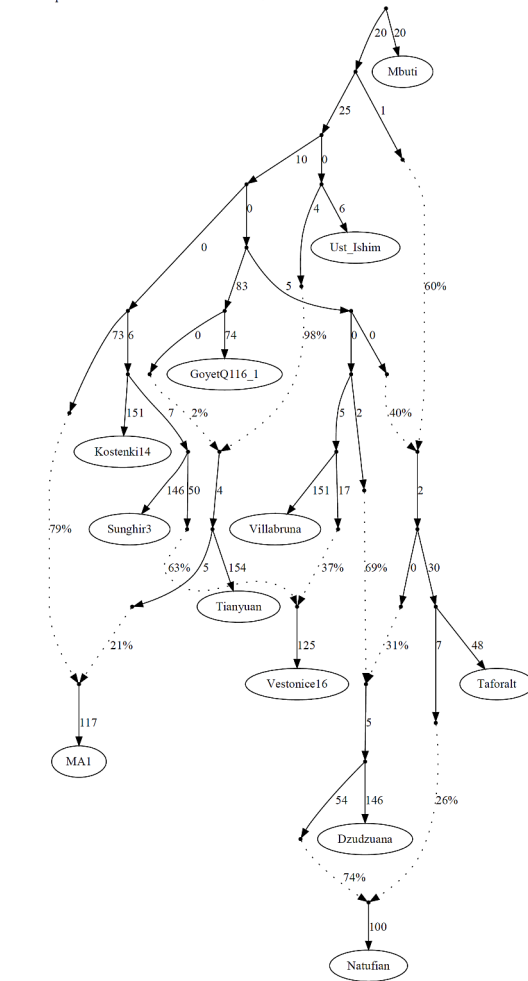 20 20
Mbuti
25 1
10 0
0 4 6
Ust_Ishim
0
83 5 60%
73 6 0 74 98% 0 0
GoyetQ116_1
151 7 2% 5 2 40%
Kostenki14
146 50 4 151 17 2
Sunghir3 Villabruna
79% 63% 5 154 37% 69% 0 30
Tianyuan
21% 125 31% 7 48
Vestonice16 Taforalt
117 5
MA1
54 146 26%
Dzudzuana
74%
100
Natufian